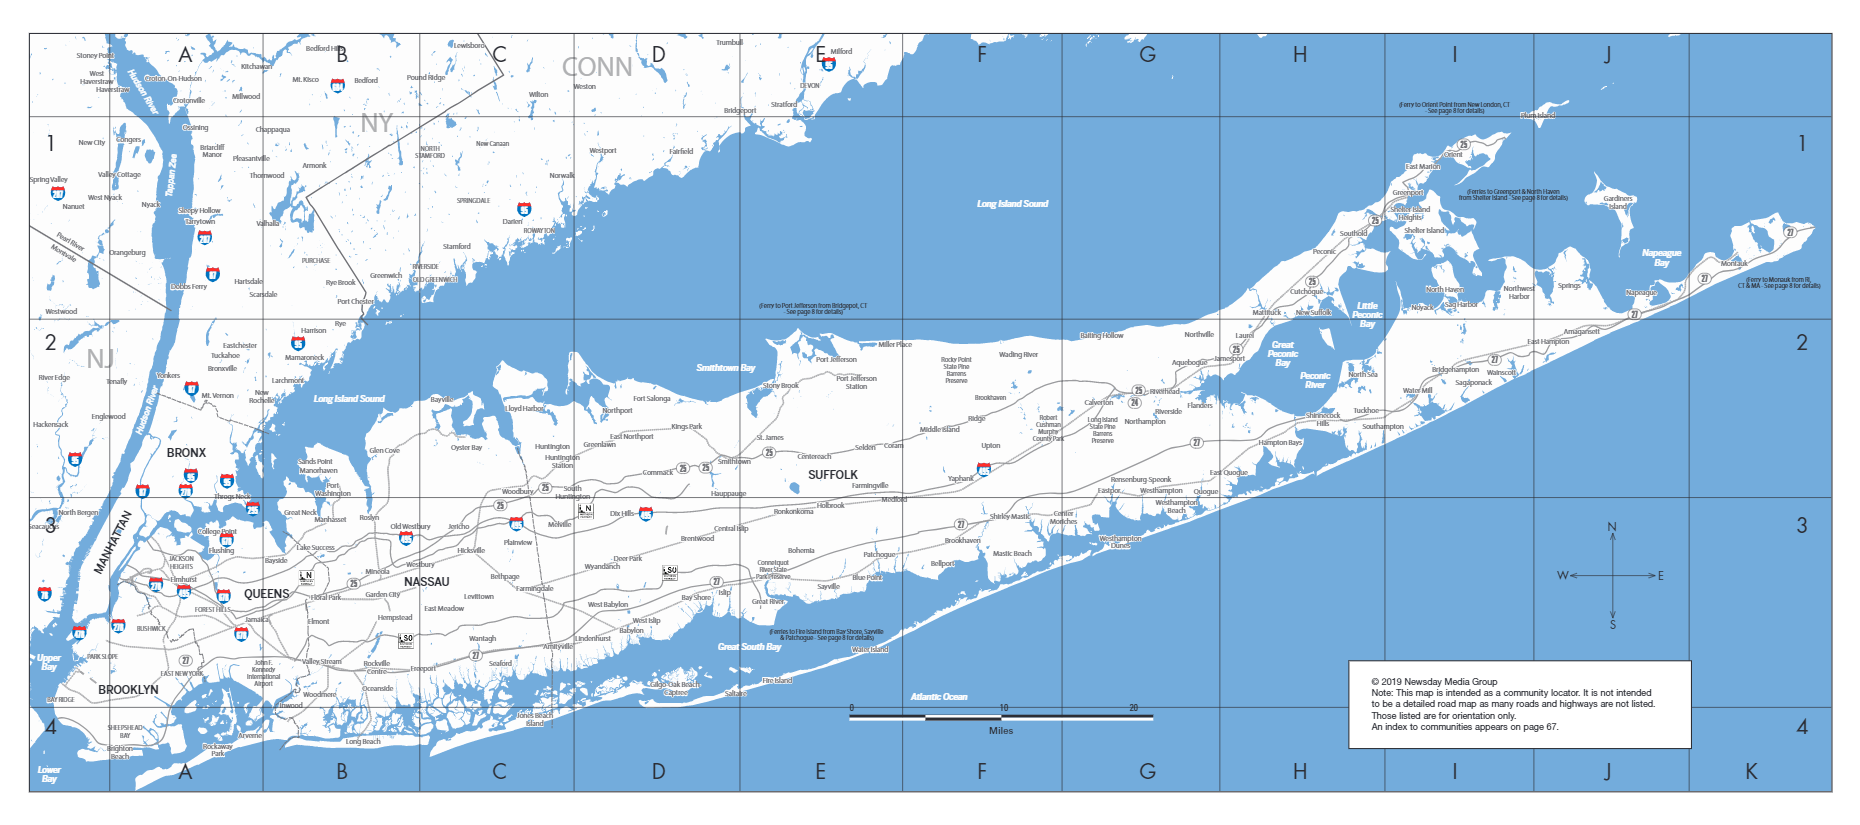 A
B
C
D
E
F
G
H
I
J
Stoney Point
Bedford Hills
Lewisboro
Trumbull
Milford
West
Haverstraw
Haverstraw
Croton-On-Hudson
Kitchawan
Mt. Kisco
Bedford
Pound Ridge
CONN
Weston
DEVON
Hudson River
Crotonville
Millwood
Wilton
Stratford
Bridgeport
(Ferry to Orient Point from New London, CT
- See page 8 for details)
Plum Island
1
New City
Congers
Ossining
Chappaqua
NY
Briarcliff
Manor
Pleasantville
NORTH
STAMFORD
New Canaan
Westport
Fairfield
1
Orient
East Marion
Spring Valley
Valley Cottage
Tappan Zee
Thornwood
Armonk
Norwalk
West Nyack
Nanuet
Nyack
Sleepy Hollow
Tarrytown
Valhalla
SPRINGDALE
Darien
ROWAYTON
Long Island Sound
Greenport
(Ferries to Greenport & North Haven
from Shelter Island - See page 8 for details)
Gardiners
Island
Shelter Island
Heights
Shelter Island
Southold
Peconic
Pearl River
Montvale
Orangeburg
PURCHASE
Stamford
RIVERSIDE
OLD GREENWICH
Greenwich
Napeague
Bay
Montauk
Dobbs Ferry
Hartsdale
Scarsdale
Rye Brook
Port Chester
Cutchogue
North Haven
Northwest
Harbor
Springs
Napeague
(Ferry to Montauk from RI,
CT & MA - See page 8 for details)
Westwood
(Ferry to Port Jefferson from Bridgepot, CT
- See page 8 for details)
Mattituck
New Suffolk
Little
Peconic
Bay
Noyack
Sag Harbor
2
NJ
Rye
Harrison
Eastchester
Tuckahoe
Bronxville
Mamaroneck
Miller Place
Baiting Hollow
Northville
Laurel
Amagansett
East Hampton
2
River Edge
Tenafly
Yonkers
Larchmont
Mt. Vernon
New
Rochelle
Smithtown Bay
Port Jefferson
Rocky Point
State Pine
Barrens
Preserve
Wading River
Aquebogue
Jamesport
Great
Peconic
Bay
Peconic
River
North Sea
Bridgehampton
Wainscott
Sagaponack
Hackensack
Englewood
Hudson River
Long Island Sound
Bayville
Lloyd Harbor
Northport
Fort Salonga
Stony Brook
Port Jefferson
Station
Brookhaven
Calverton
Riverhead
Riverside
Flanders
Water Mill
Tuckhoe
BRONX
Glen Cove
Oyster Bay
Huntington
Huntington
Station
Greenlawn
East Northport
Kings Park
St. James
Middle Island
Ridge
Robert
Cushman
Murphy
County Park
Long Island
State Pine
Barrens
Preserve
Northampton
Shinnecock
Hills
Southampton
Sands Point
Manorhaven
Commack
Smithtown
Centereach
Selden
Coram
Upton
Hampton Bays
SUFFOLK
Yaphank
Throgs Neck
Port
Washington
Woodbury
South
Huntington
Hauppauge
Farmingville
Medford
Remsenburg-Speonk
East Quogue
Eastport
Westhampton
Quogue
3
North Bergen
MANHATTAN
Great Neck
Manhasset
Roslyn
Old Westbury
Jericho
Melville
Dix Hills
Ronkonkoma
Holbrook
Shirley
Mastic
Center
Moriches
Westhampton
Beach
Westhampton
Dunes
3
College Point
Flushing
JACKSON
HEIGHTS
Bayside
Lake Success
Plainview
Hicksville
Central Islip
Brentwood
Bohemia
Brookhaven
Mastic Beach
N
W
E
S
Elmhurst
Mineola
Westbury
NASSAU
Bethpage
Farmingdale
Deer Park
Wyandanch
Connetquot
River State
Park Preserve
Patchogue
Blue Point
Bellport
QUEENS
FOREST HILLS
Floral Park
Garden City
Levittown
East Meadow
West Babylon
Bay Shore
Islip
Great River
Sayville
BUSHWICK
Jamaica
Elmont
Hempstead
Wantagh
Lindenhurst
Babylon
West Islip
(Ferries to Fire Island from Bay Shore, Sayville
& Patchogue - See page 8 for details)
Great South Bay
Water Island
Upper
Bay
PARK SLOPE
EAST NEW YORK
John F.
Kennedy
International
Airport
Valley Stream
Rockville
Centre
Freeport
Seaford
Amityville
BROOKLYN
BAY RIDGE
Woodmere
Inwood
Oceanside
Gilgo-Oak Beach-
Captree
Saltaire
Fire Island
Atlantic Ocean
© 2019 Newsday Media Group
Note: This map is intended as a community locator. It is not intended
to be a detailed road map as many roads and highways are not listed.
Those listed are for orientation only.
An index to communities appears on page 67.
4
SHEEPSHEAD
BAY
Brighton
Beach
Rockaway
Park
Arverne
Long Beach
Jones Beach
Island
0
10
20
Miles
4
Lower
Bay
A
B
C
D
E
F
G
H
I
J
K